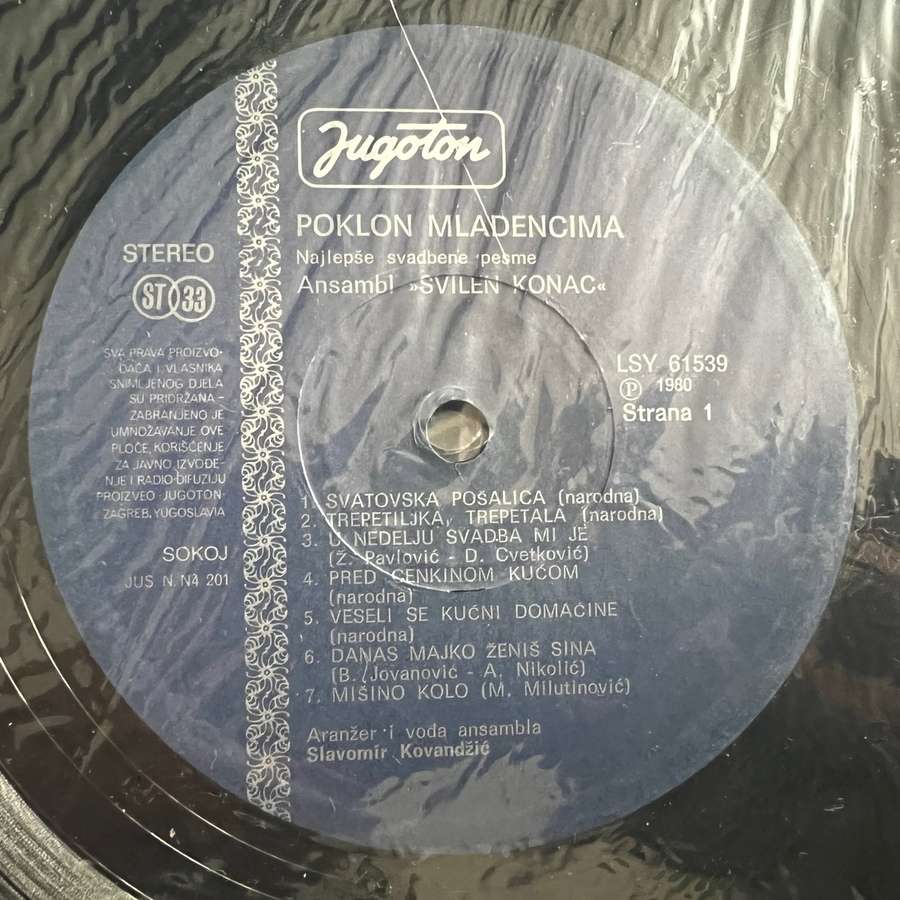 Jugoton
POKLON MLADENCIMA
Najlepše svadbene pesme
Ansambl »SVILEN KONAC«
STEREO
ST 33
SVA PRAVA PROIZVO-
ĐAČA I VLASNIKA
SNIMLJENOG DJELA
SU PRIDRŽANA –
ZABRANJENO JE
UMNOŽAVANJE OVE
PLOČE, KORIŠĆENJE
ZA JAVNO IZVOĐE-
NJE I RADIO-DIFUZIJU
PROIZVEO JUGOTON-
ZAGREB, YUGOSLAVIA
SOKOJ
JUS N. N4 201
LSY 61539
Ⓟ 1980
Strana 1
1. SVATOVSKA POŠALICA (narodna)
2. TREPETILJKA, TREPETALA (narodna)
3. U NEDELJU SVADBA MI JE
(Ž. Pavlović - D. Cvetković)
4. PRED CENKINOM KUĆOM
(narodna)
5. VESELI SE KUĆNI DOMAĆINE
(narodna)
6. DANAS MAJKO ŽENIŠ SINA
(B. Jovanović - A. Nikolić)
7. MIŠINO KOLO (M. Milutinović)
Aranžer i vođa ansambla
Slavomir Kovandžić